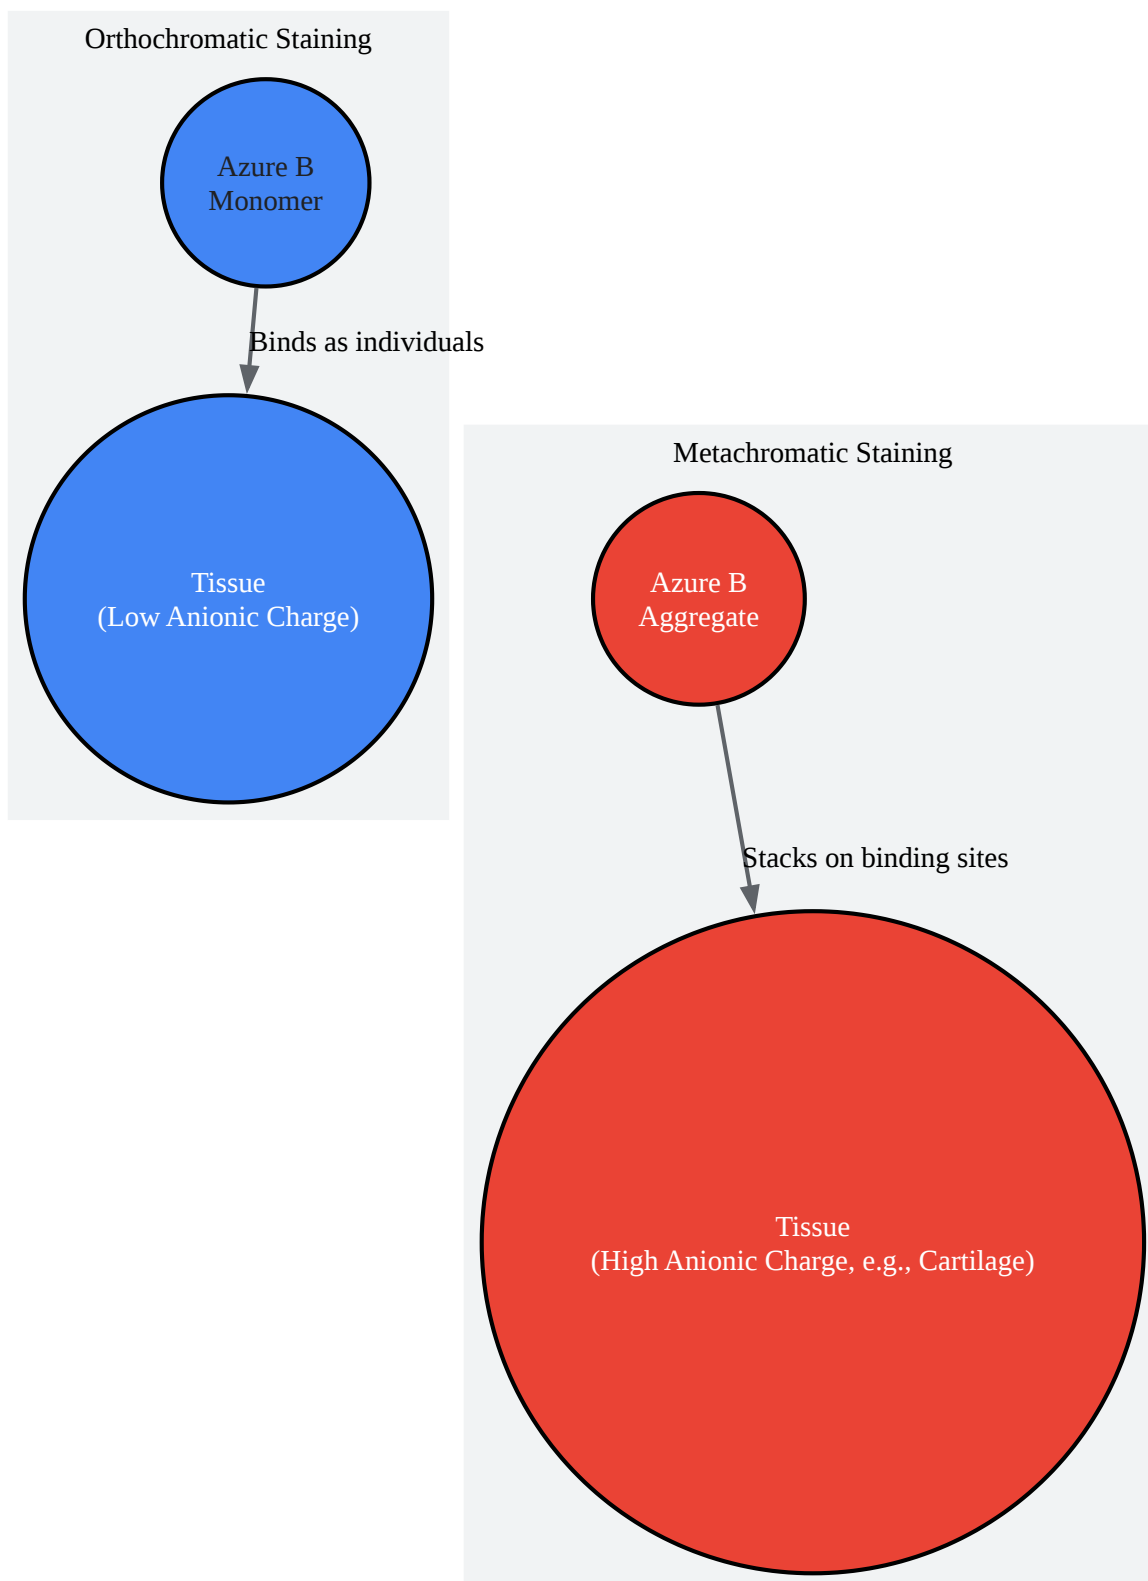 Orthochromatic Staining
Azure B
Monomer
Binds as individuals
Tissue
(Low Anionic Charge)
Metachromatic Staining
Azure B
Aggregate
Stacks on binding sites
Tissue
(High Anionic Charge, e.g., Cartilage)